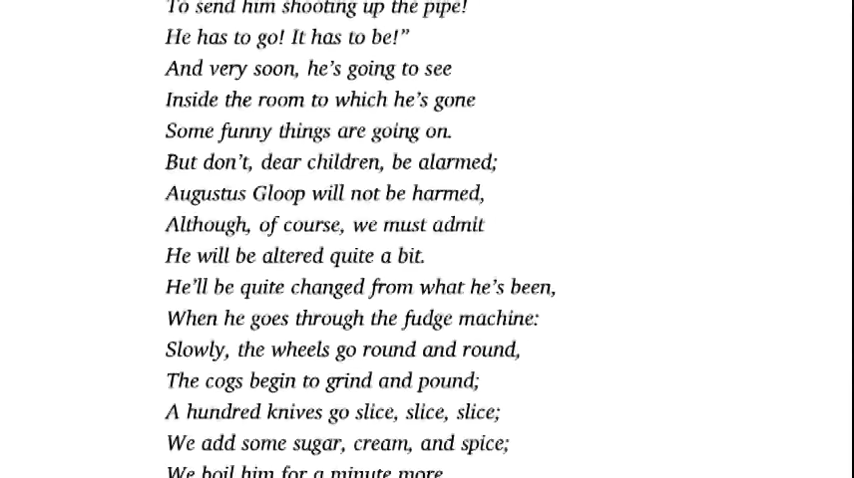 To send him shooting up the pipe!
He has to go! It has to be!”
And very soon, he’s going to see
Inside the room to which he’s gone
Some funny things are going on.
But don’t, dear children, be alarmed;
Augustus Gloop will not be harmed,
Although, of course, we must admit
He will be altered quite a bit.
He’ll be quite changed from what he’s been,
When he goes through the fudge machine:
Slowly, the wheels go round and round,
The cogs begin to grind and pound;
A hundred knives go slice, slice, slice;
We add some sugar, cream, and spice;
We boil him for a minute more